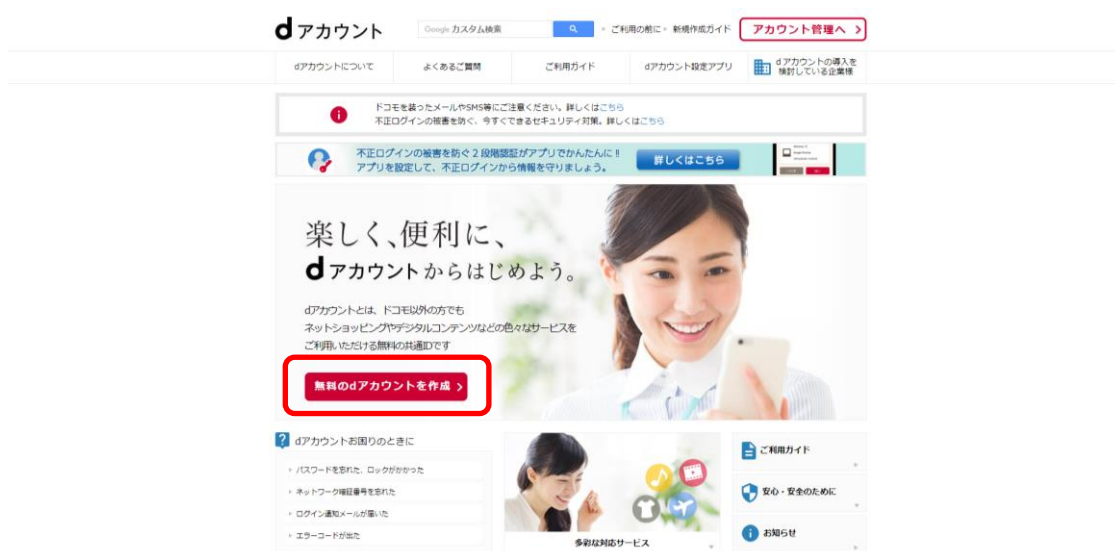 dアカウント
Google カスタム検索
ご利用の前に
新規作成ガイド
アカウント管理へ
dアカウントについて
よくあるご質問
ご利用ガイド
dアカウント設定アプリ
dアカウントの導入を
検討している企業様
ドコモを装ったメールやSMS等にご注意ください。詳しくはこちら
不正ログインの被害を防ぐ、今すぐできるセキュリティ対策。詳しくはこちら
不正ログインの被害を防ぐ2段階認証がアプリでかんたんに!!
アプリを設定して、不正ログインから情報を守りましょう。
詳しくはこちら
楽しく、便利に、
dアカウントからはじめよう。
dアカウントとは、ドコモ以外の方でも
ネットショッピングやデジタルコンテンツなどの色々なサービスを
ご利用いただける無料の共通IDです
無料のdアカウントを作成
dアカウントお困りのときに
パスワードを忘れた、ロックがかかった
ネットワーク暗証番号を忘れた
ログイン通知メールが届いた
エラーコードが出た
多彩な対応サービス
ご利用ガイド
安心・安全のために
お知らせ